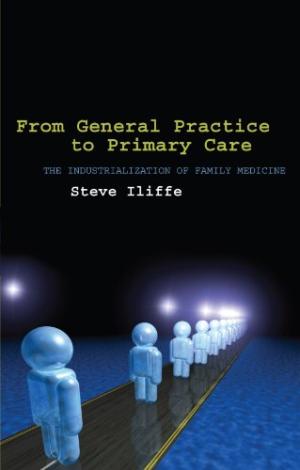 From General Practice
to Primary Care
THE INDUSTRIALIZATION OF FAMILY MEDICINE
Steve Iliffe